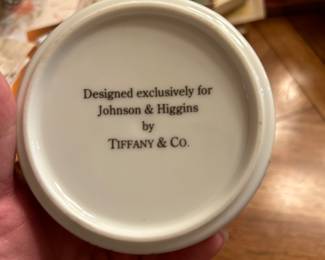 Designed exclusively for
Johnson & Higgins
by
TIFFANY & CO.